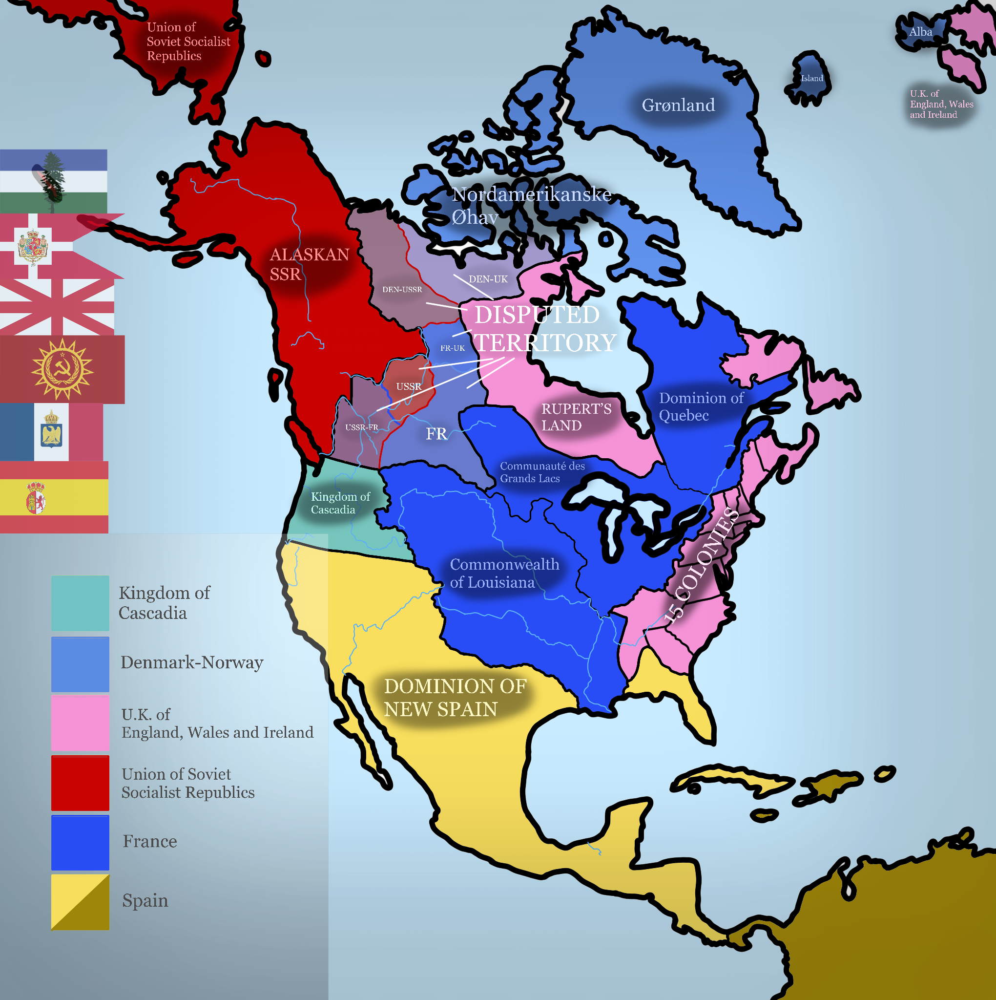 Union of
Soviet Socialist
Republics
Alba
Island
U.K. of
England, Wales
and Ireland
Grønland
Nordamerikanske
Øhav
ALASKAN
SSR
DEN-USSR
DEN-UK
DISPUTED
TERRITORY
FR-UK
USSR
USSR-FR
FR
RUPERT'S
LAND
Dominion of
Quebec
Communauté des
Grands Lacs
Kingdom of
Cascadia
Commonwealth
of Louisiana
15 COLONIES
DOMINION OF
NEW SPAIN
Kingdom of
Cascadia
Denmark-Norway
U.K. of
England, Wales and Ireland
Union of Soviet
Socialist Republics
France
Spain